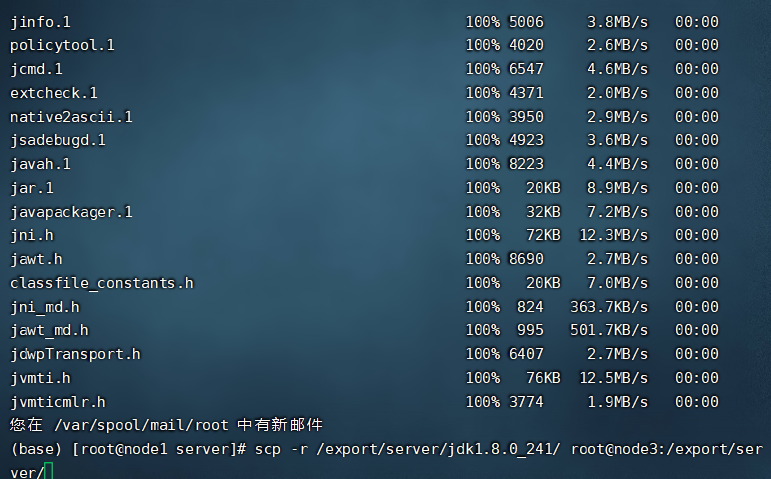 jinfo.1 100% 5006 3.8MB/s 00:00
policytool.1 100% 4020 2.6MB/s 00:00
jcmd.1 100% 6547 4.6MB/s 00:00
extcheck.1 100% 4371 2.0MB/s 00:00
native2ascii.1 100% 3950 2.9MB/s 00:00
jsadebugd.1 100% 4923 3.6MB/s 00:00
javah.1 100% 8223 4.4MB/s 00:00
jar.1 100% 20KB 8.9MB/s 00:00
javapackager.1 100% 32KB 7.2MB/s 00:00
jni.h 100% 72KB 12.3MB/s 00:00
jawt.h 100% 8690 2.7MB/s 00:00
classfile_constants.h 100% 20KB 7.0MB/s 00:00
jni_md.h 100% 824 363.7KB/s 00:00
jawt_md.h 100% 995 501.7KB/s 00:00
jdwpTransport.h 100% 6407 2.7MB/s 00:00
jvmti.h 100% 76KB 12.5MB/s 00:00
jvmticmlr.h 100% 3774 1.9MB/s 00:00
您在 /var/spool/mail/root 中有新邮件
(base) [root@node1 server]# scp -r /export/server/jdk1.8.0_241/ root@node3:/export/ser
ver/